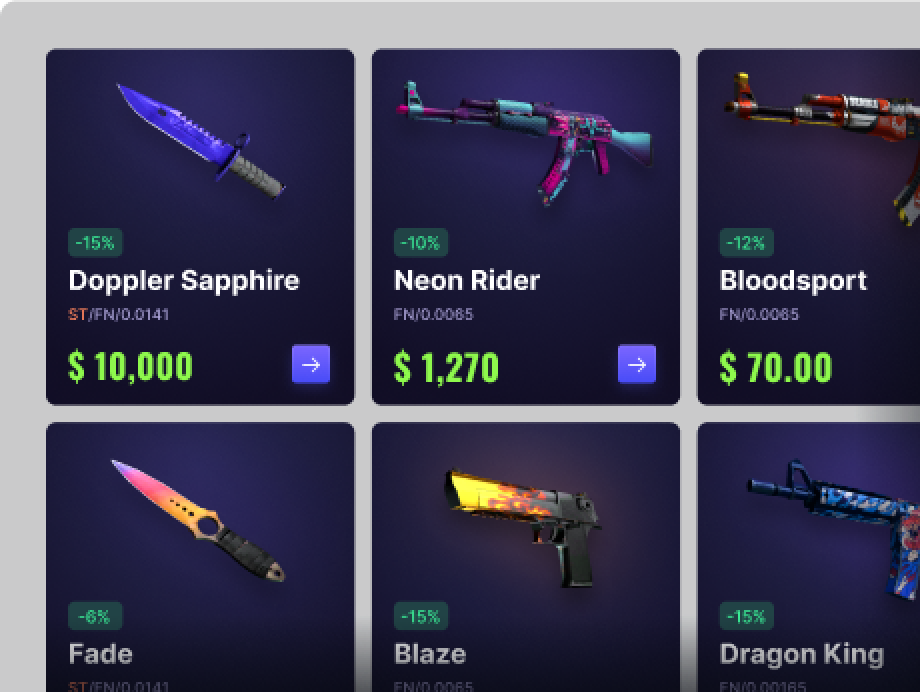 -15%
Doppler Sapphire
ST/FN/0.0141
$ 10,000
-10%
Neon Rider
FN/0.0065
$ 1,270
-12%
Bloodsport
FN/0.0065
$ 70.00
-6%
Fade
ST/FN/0.0141
-15%
Blaze
FN/0.0065
-15%
Dragon King
FN/0.00165